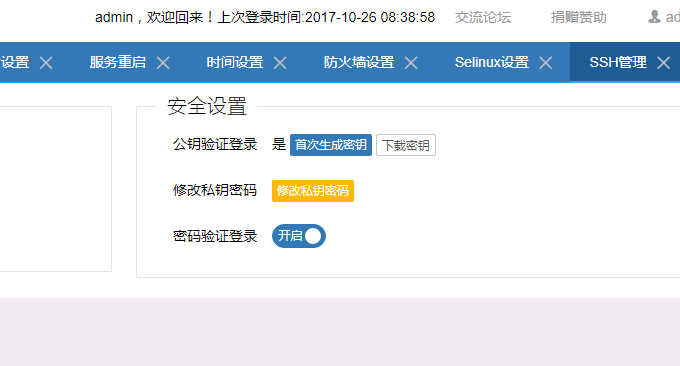 admin，欢迎回来！上次登录时间:2017-10-26 08:38:58 交流论坛 捐赠赞助 ad
设置 服务重启 时间设置 防火墙设置 Selinux设置 SSH管理
安全设置
公钥验证登录 是 首次生成密钥 下载密钥
修改私钥密码 修改私钥密码
密码验证登录 开启